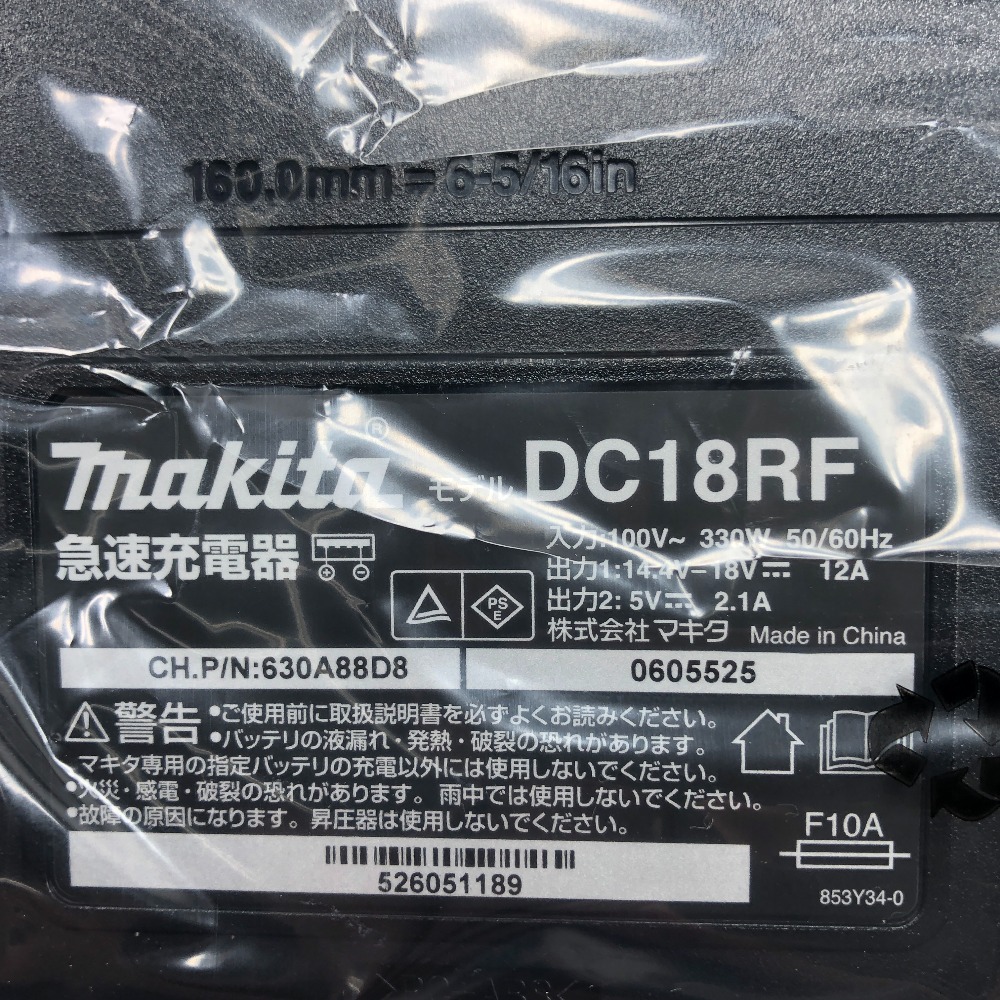 160.0mm = 6-5/16in
makita® モデル DC18RF
急速充電器
入力:100V~ 330W 50/60Hz
出力1:14.4V-18V⎓ 12A
出力2: 5V⎓ 2.1A
PS
E
株式会社 マキタ Made in China
CH.P/N:630A88D8 0605525
警告 •ご使用前に取扱説明書を必ずよくお読みください。
•バッテリの液漏れ・発熱・破裂の恐れがあります。
マキタ専用の指定バッテリの充電以外には使用しないでください。
•火災・感電・破裂の恐れがあります。雨中では使用しないでください。
•故障の原因になります。昇圧器は使用しないでください。
F10A
526051189
853Y34-0